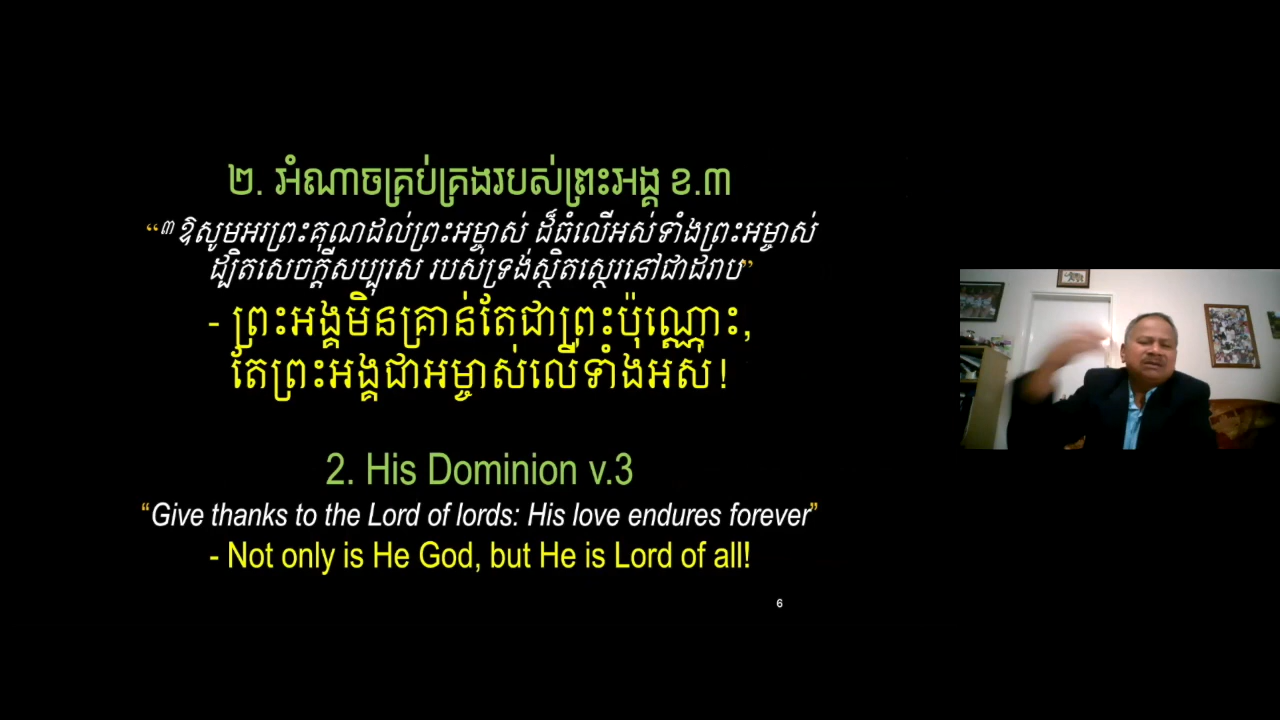 ២. អំណាចគ្រប់គ្រងរបស់ព្រះអង្គ ខ.៣
“៣ ឱសូមអរព្រះគុណដល់ព្រះអម្ចាស់ ដ៏ធំលើអស់ទាំងព្រះអម្ចាស់
ដ្បិតសេចក្ដីសប្បុរស របស់ទ្រង់ស្ថិតស្ថេរនៅជាដរាប”
- ព្រះអង្គមិនគ្រាន់តែជាព្រះប៉ុណ្ណោះ,
តែព្រះអង្គជាអម្ចាស់លើទាំងអស់!
2. His Dominion v.3
“Give thanks to the Lord of lords: His love endures forever”
- Not only is He God, but He is Lord of all!
6